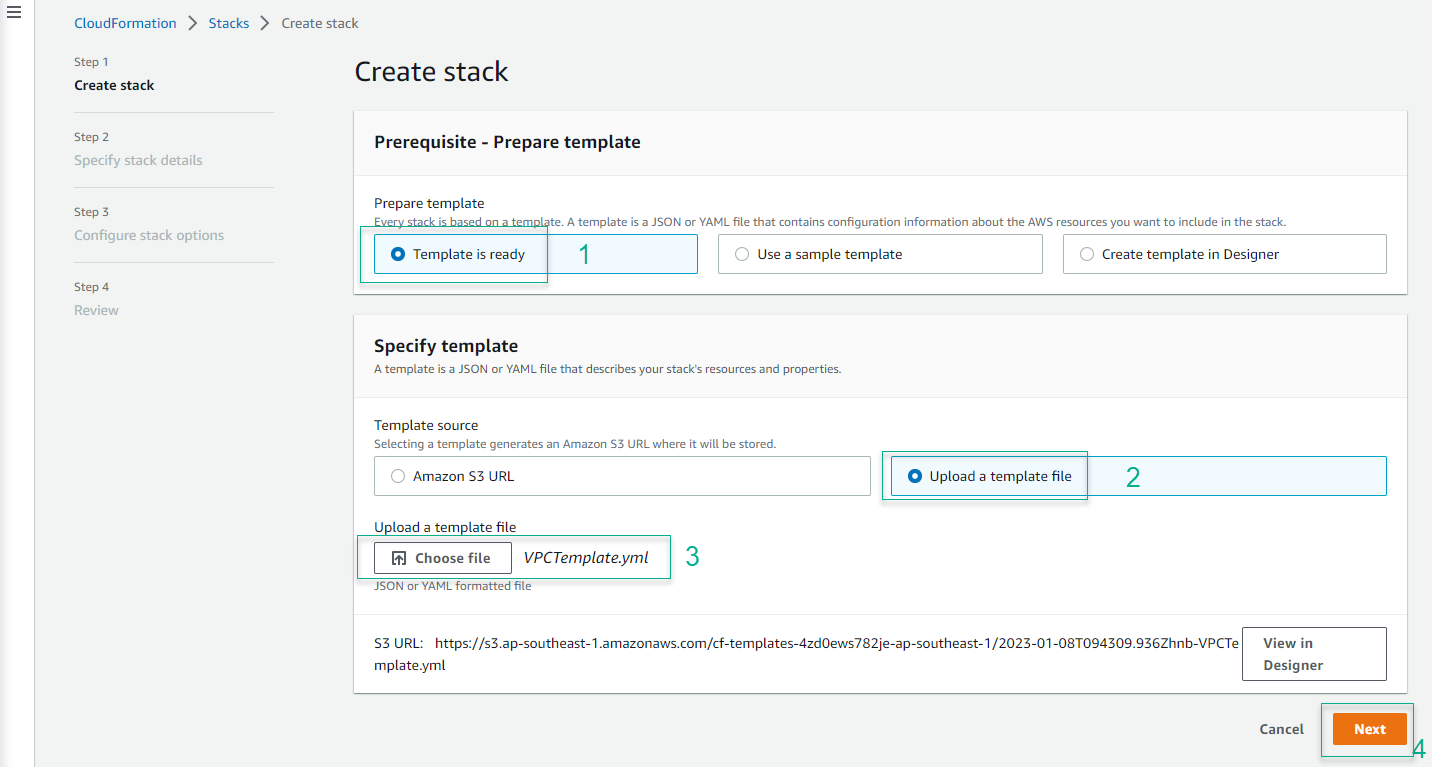 CloudFormation > Stacks > Create stack
Step 1
Create stack
Step 2
Specify stack details
Step 3
Configure stack options
Step 4
Review
Create stack
Prerequisite - Prepare template
Prepare template
Every stack is based on a template. A template is a JSON or YAML file that contains configuration information about the AWS resources you want to include in the stack.
Template is ready 1 Use a sample template Create template in Designer
Specify template
A template is a JSON or YAML file that describes your stack's resources and properties.
Template source
Selecting a template generates an Amazon S3 URL where it will be stored.
Amazon S3 URL Upload a template file 2
Upload a template file
Choose file VPCTemplate.yml 3
JSON or YAML formatted file
S3 URL: https://s3.ap-southeast-1.amazonaws.com/cf-templates-4zd0ews782je-ap-southeast-1/2023-01-08T094309.936Zhnb-VPCTe
mplate.yml
View in
Designer
Cancel Next 4